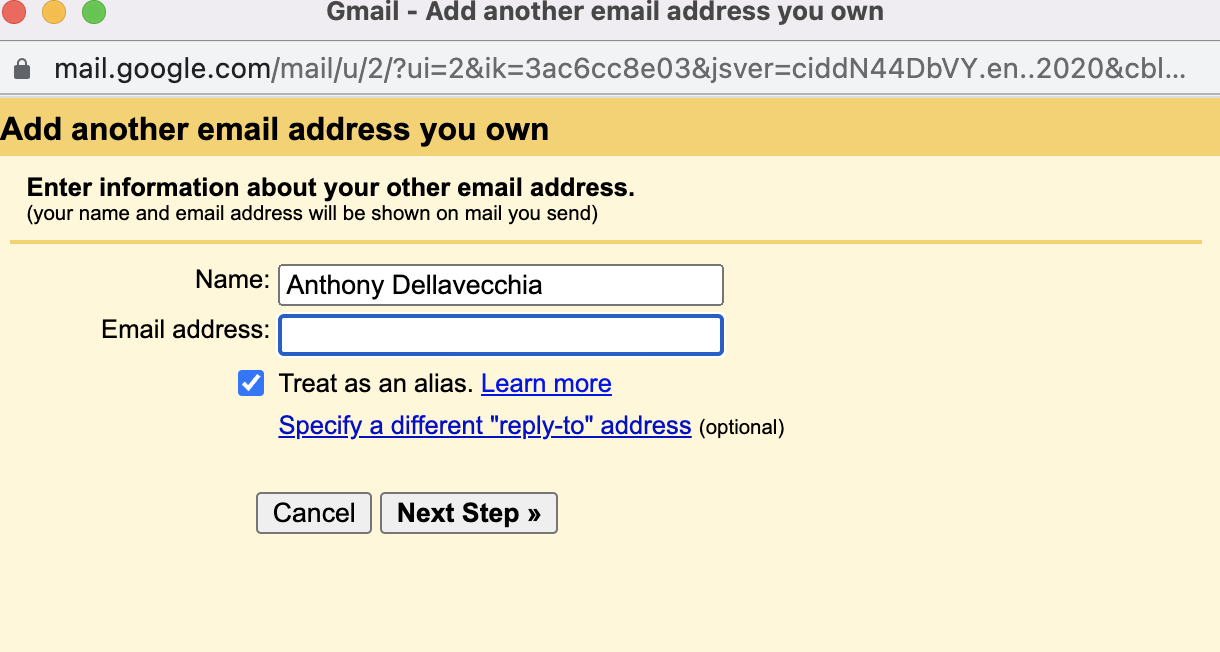 Gmail - Add another email address you own
mail.google.com/mail/u/2/?ui=2&ik=3ac6cc8e03&jsver=ciddN44DbVY.en..2020&cbl...
Add another email address you own
Enter information about your other email address.
(your name and email address will be shown on mail you send)
Name: Anthony Dellavecchia
Email address:
Treat as an alias. Learn more
Specify a different "reply-to" address (optional)
Cancel Next Step »